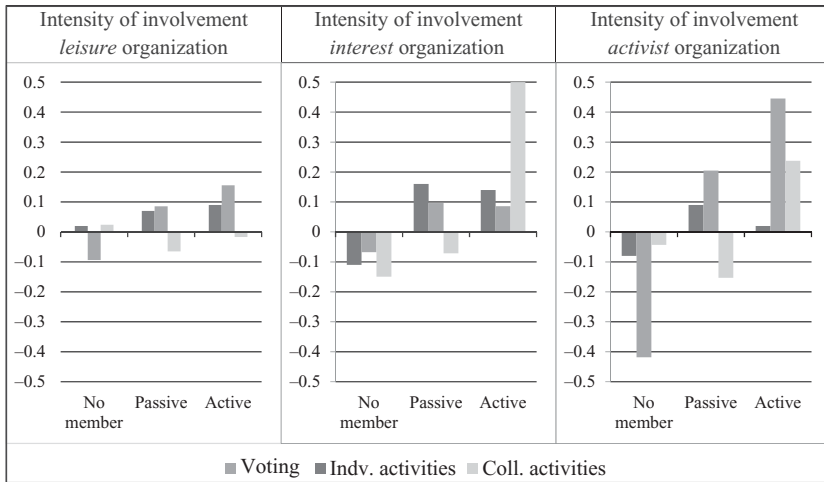 Intensity of involvement
leisure organization
Intensity of involvement
interest organization
Intensity of involvement
activist organization
0.5
0.4
0.3
0.2
0.1
0
–0.1
–0.2
–0.3
–0.4
–0.5
No member
Passive
Active
0.5
0.4
0.3
0.2
0.1
0
–0.1
–0.2
–0.3
–0.4
–0.5
No member
Passive
Active
0.5
0.4
0.3
0.2
0.1
0
–0.1
–0.2
–0.3
–0.4
–0.5
No member
Passive
Active
Voting Indv. activities Coll. activities